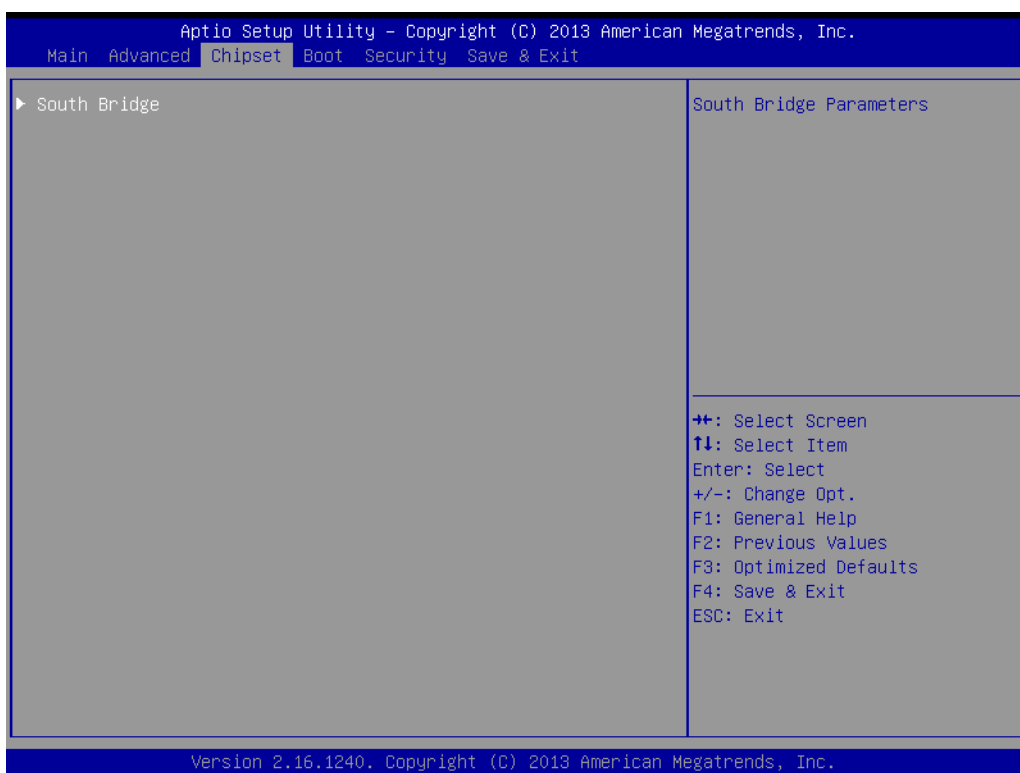 Aptio Setup Utility – Copyright (C) 2013 American Megatrends, Inc.
Main Advanced Chipset Boot Security Save & Exit
▶ South Bridge
South Bridge Parameters
→←: Select Screen
↑↓: Select Item
Enter: Select
+/-: Change Opt.
F1: General Help
F2: Previous Values
F3: Optimized Defaults
F4: Save & Exit
ESC: Exit
Version 2.16.1240. Copyright (C) 2013 American Megatrends, Inc.